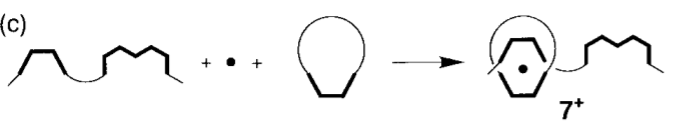 (c)
+ • +
7⁺